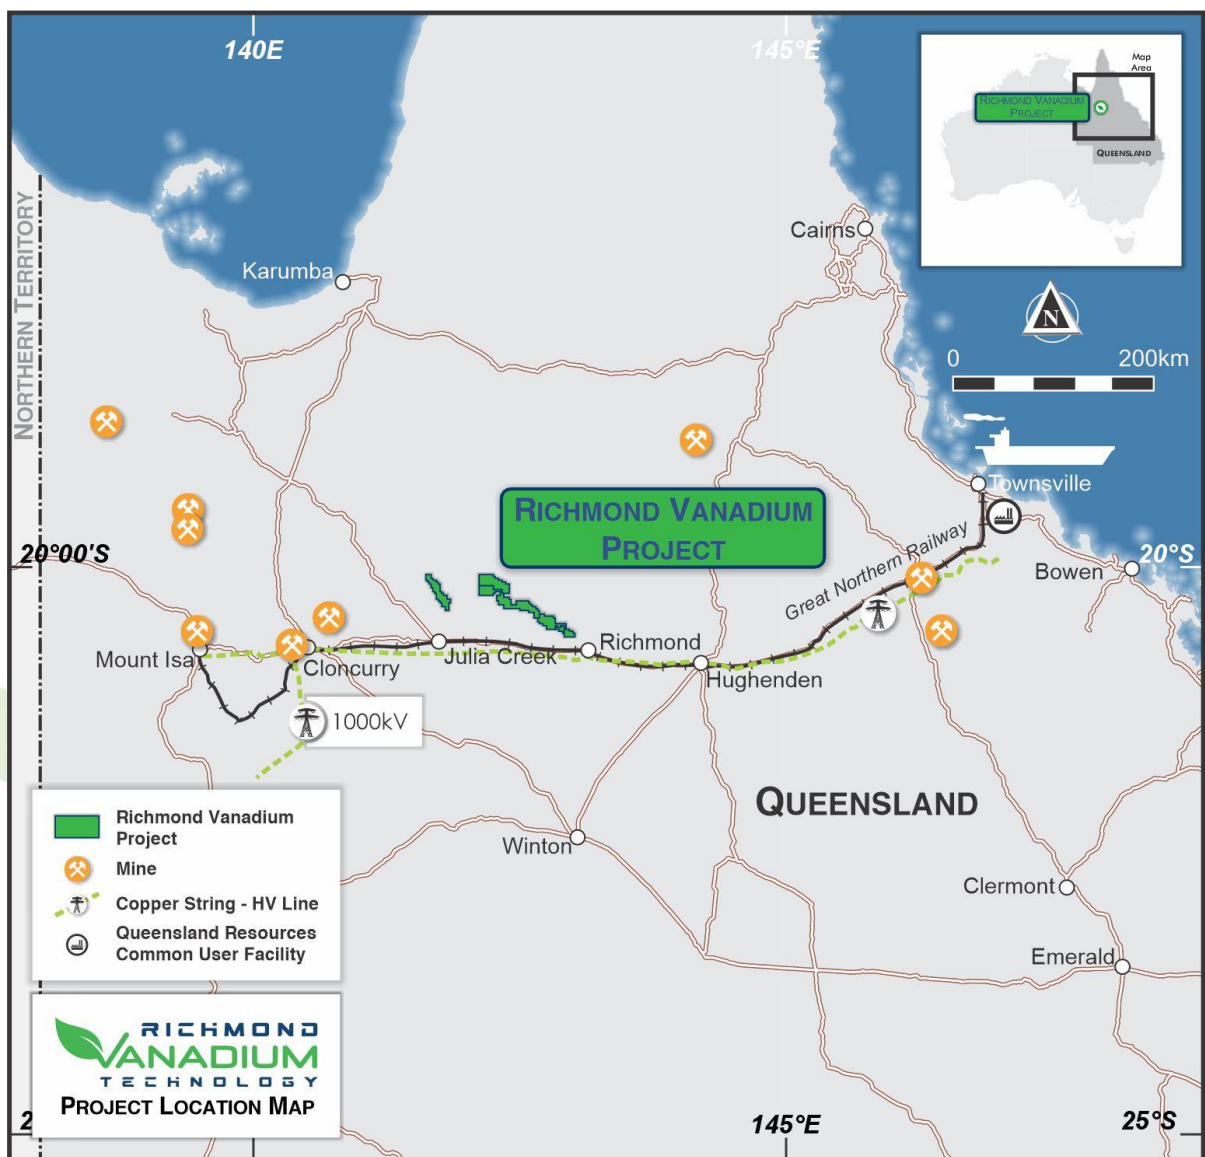 140E
145°E
Map
Area
RICHMOND VANADIUM
PROJECT
QUEENSLAND
NORTHERN TERRITORY
Cairns
Karumba
N
0 200km
Townsville
RICHMOND VANADIUM
PROJECT
Great Northern Railway
20°00'S
20°S
Bowen
Richmond
Mount Isa
Julia Creek
Cloncurry
Hughenden
1000kV
QUEENSLAND
Winton
Clermont
Emerald
Richmond Vanadium
Project
Mine
Copper String - HV Line
Queensland Resources
Common User Facility
RICHMOND
VANADIUM
TECHNOLOGY
PROJECT LOCATION MAP
2
145°E
25°S